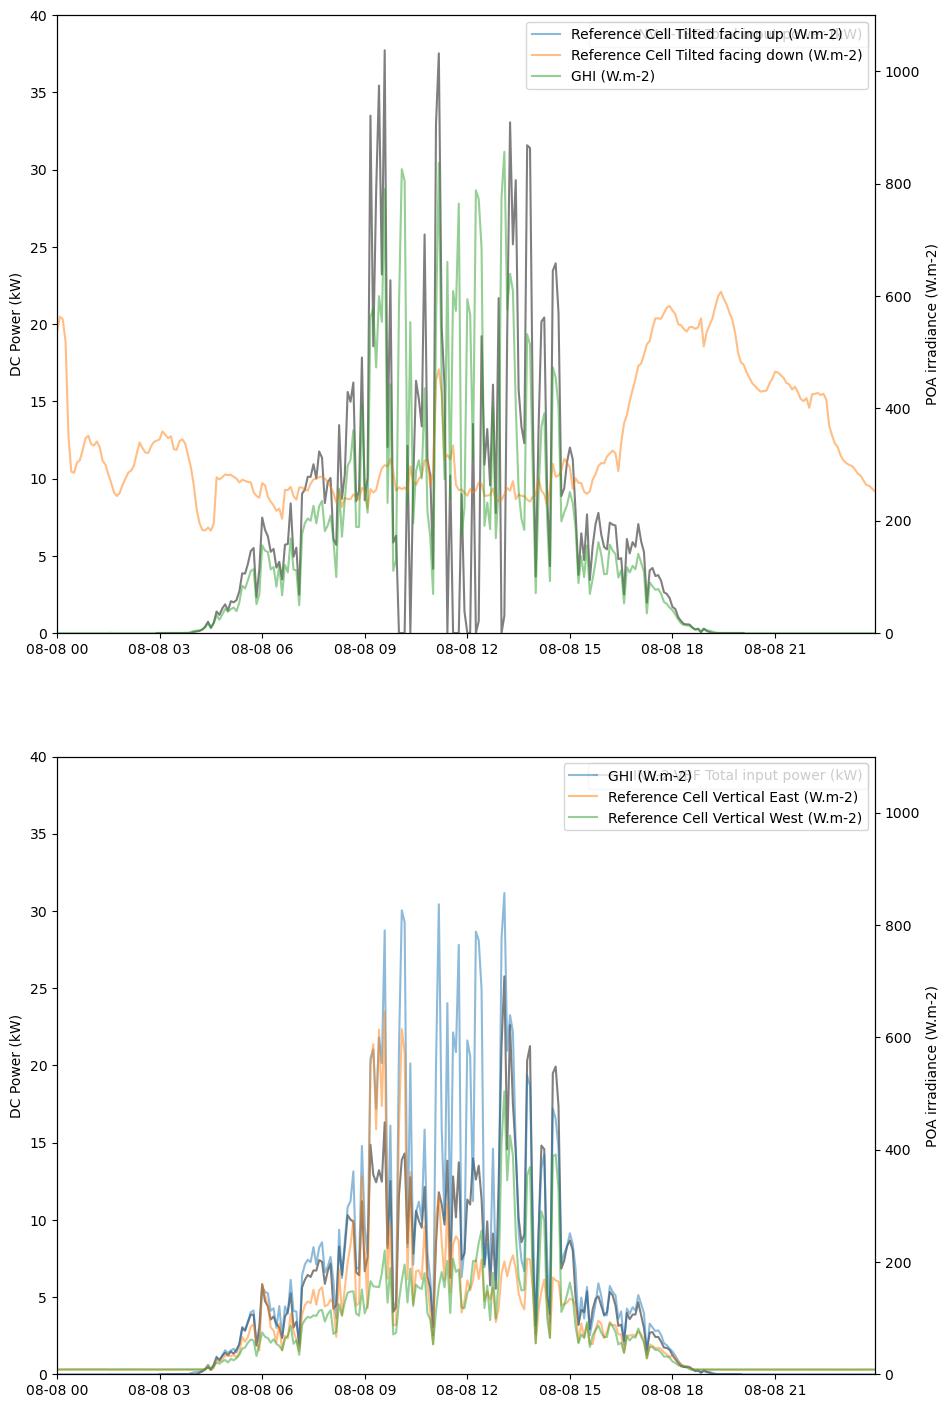 40
35
30
25
20
15
10
5
0
DC Power (kW)
Reference Cell Tilted facing up (W.m-2)
Reference Cell Tilted facing down (W.m-2)
GHI (W.m-2)
1000
800
600
400
200
0
POA irradiance (W.m-2)
08-08 00 08-08 03 08-08 06 08-08 09 08-08 12 08-08 15 08-08 18 08-08 21
40
35
30
25
20
15
10
5
0
DC Power (kW)
Total input power (kW)
GHI (W.m-2)
Reference Cell Vertical East (W.m-2)
Reference Cell Vertical West (W.m-2)
1000
800
600
400
200
0
POA irradiance (W.m-2)
08-08 00 08-08 03 08-08 06 08-08 09 08-08 12 08-08 15 08-08 18 08-08 21